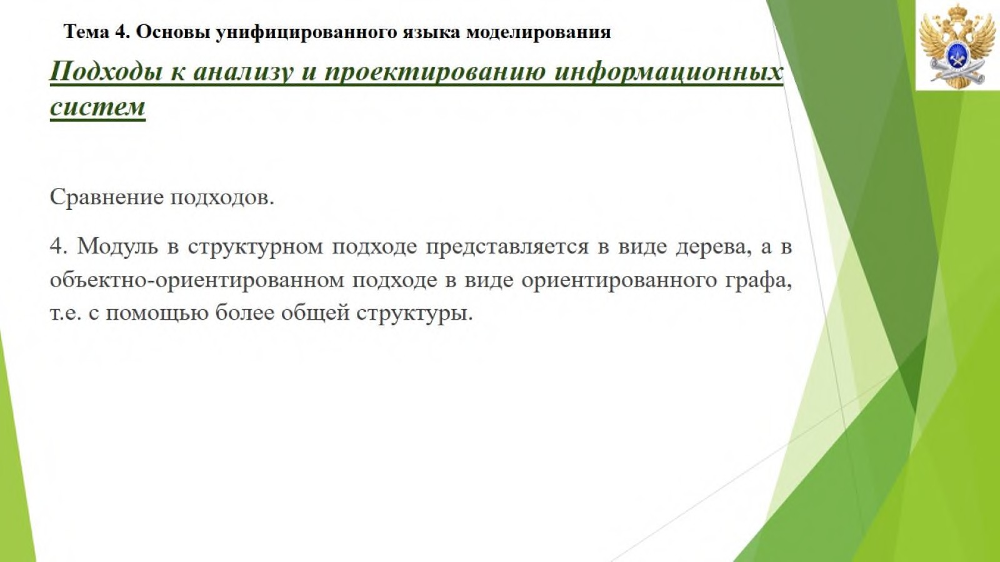 Тема 4. Основы унифицированного языка моделирования
Подходы к анализу и проектированию информационных
систем
Сравнение подходов.
4. Модуль в структурном подходе представляется в виде дерева, а в
объектно-ориентированном подходе в виде ориентированного графа,
т.е. с помощью более общей структуры.